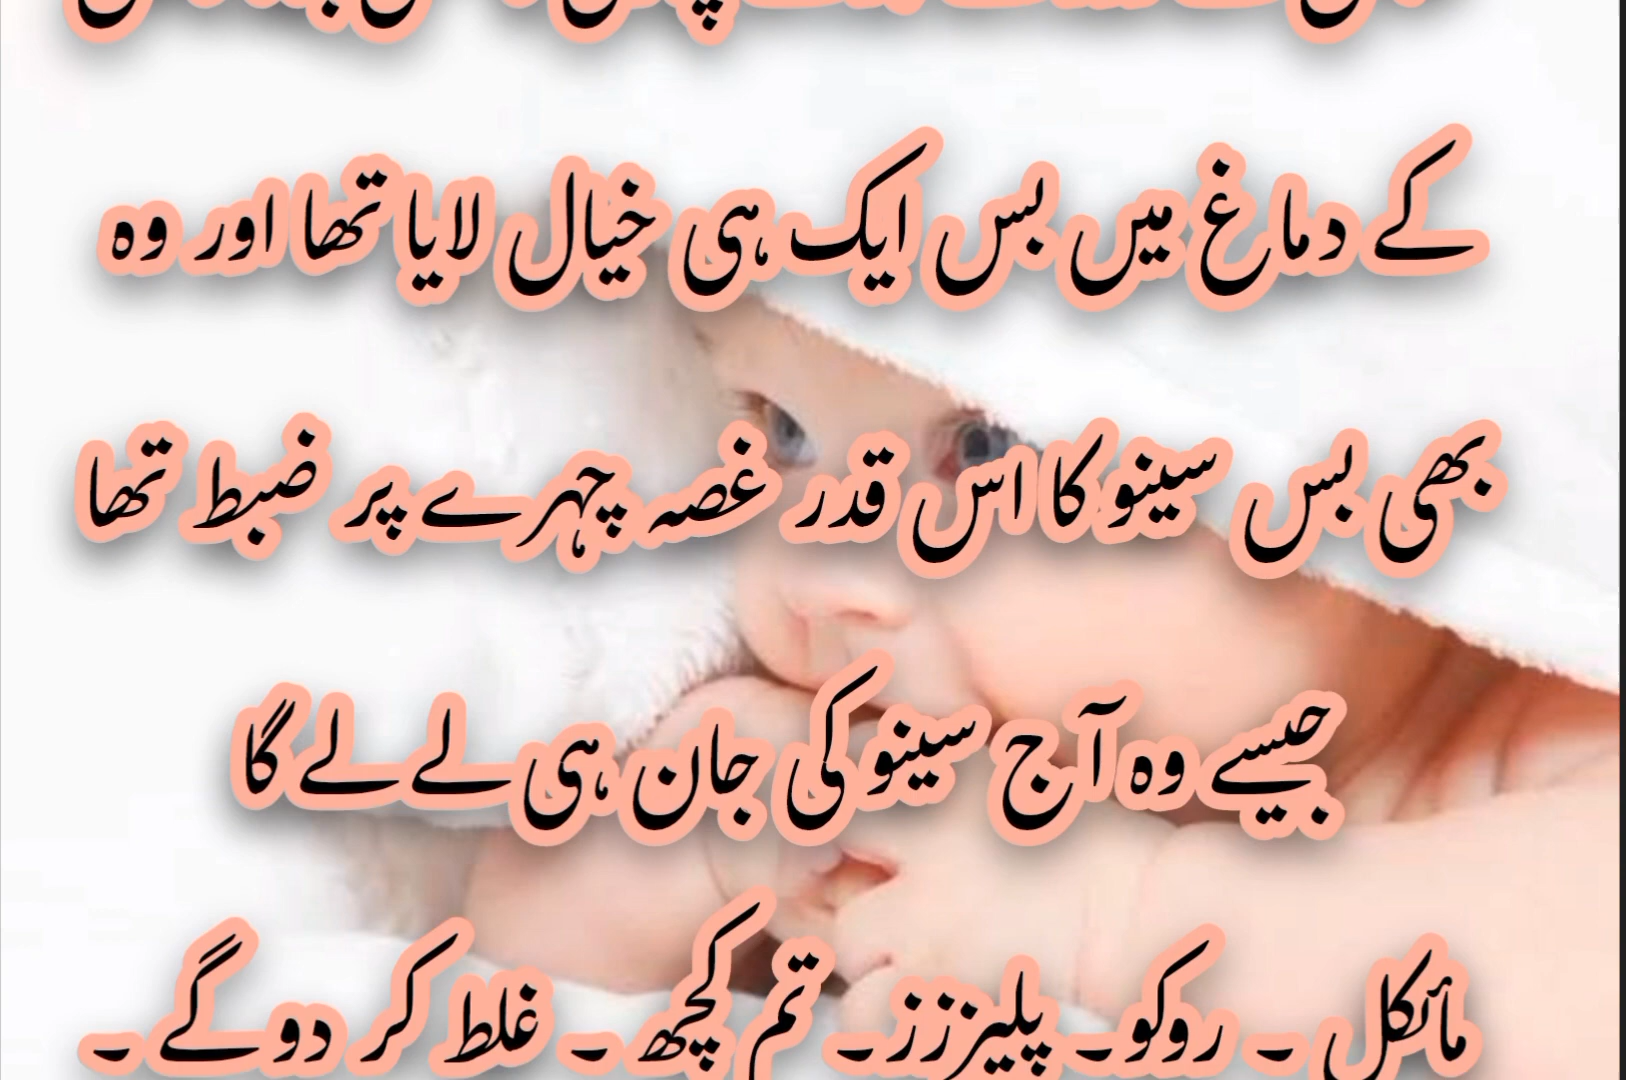 کے دماغ میں بس ایک ہی خیال لایا تھا اور وہ
بھی بس سینو کا اس قدر غصہ چہرے پر ضبط تھا
جیسے وہ آج سینو کی جان ہی لے لے گا
مائکل ۔ روکو۔ پلیززز۔ تم کچھ ۔ غلط کر دو گے ۔